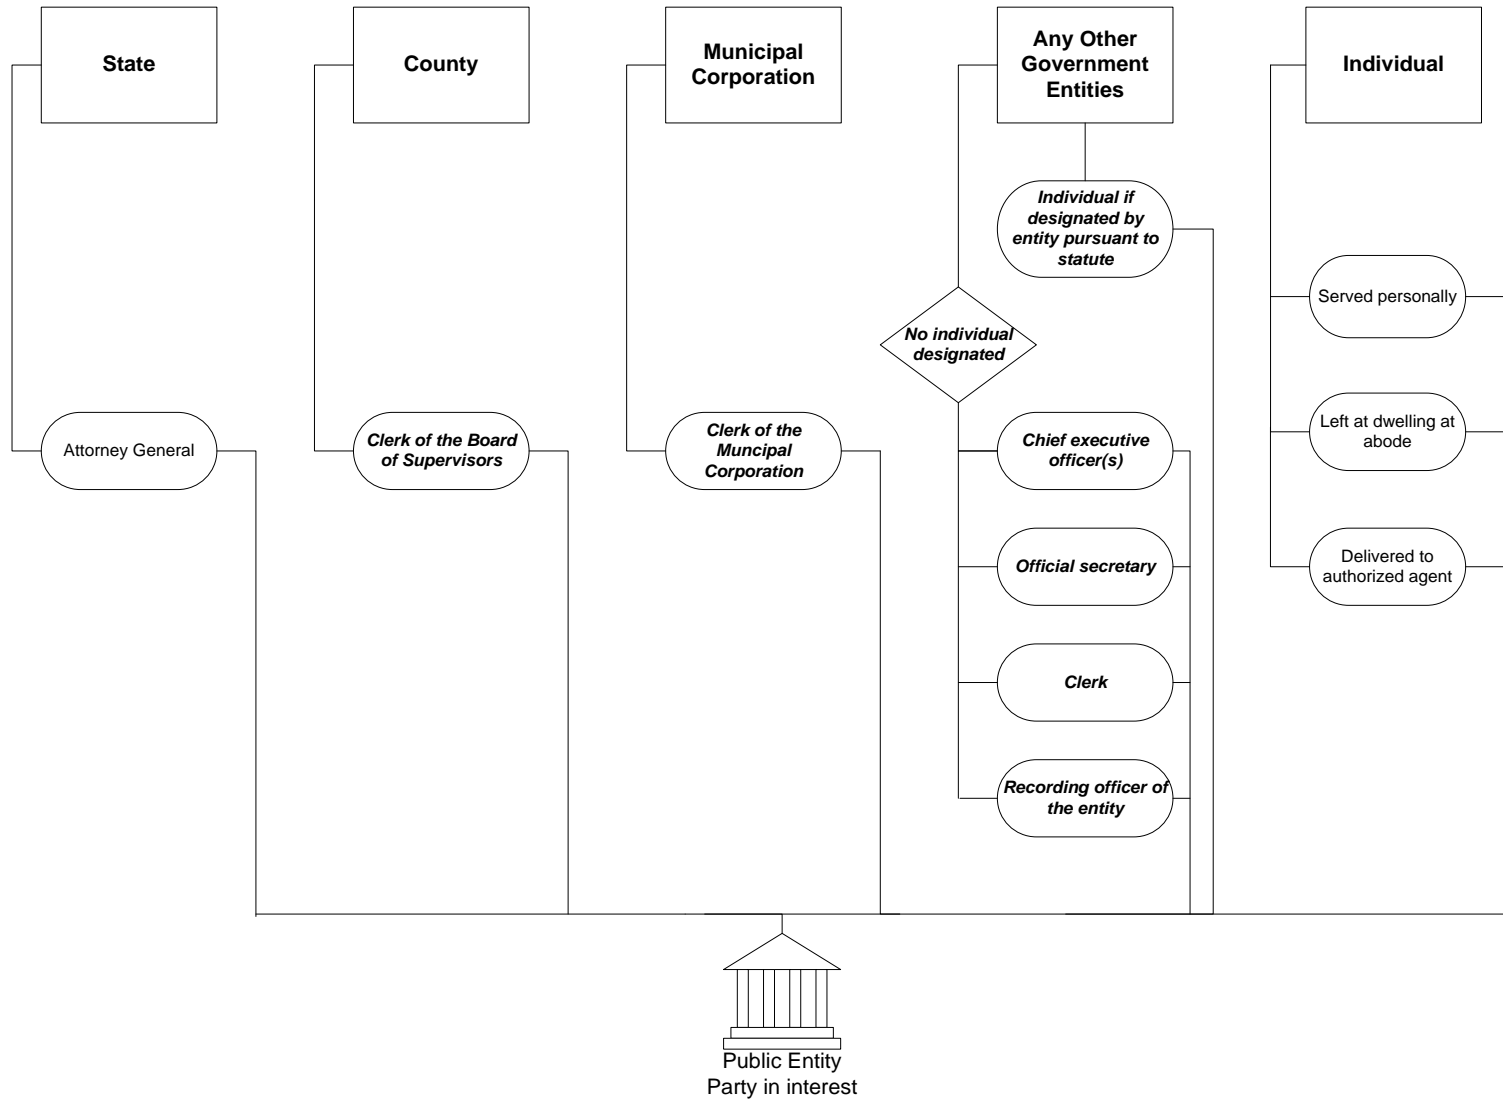 State
County
Municipal
Corporation
Any Other
Government
Entities
Individual
Individual if
designated by
entity pursuant to
statute
Served personally
No individual
designated
Left at dwelling at
abode
Attorney General
Clerk of the Board
of Supervisors
Clerk of the
Muncipal
Corporation
Chief executive
officer(s)
Official secretary
Delivered to
authorized agent
Clerk
Recording officer of
the entity
Public Entity
Party in interest